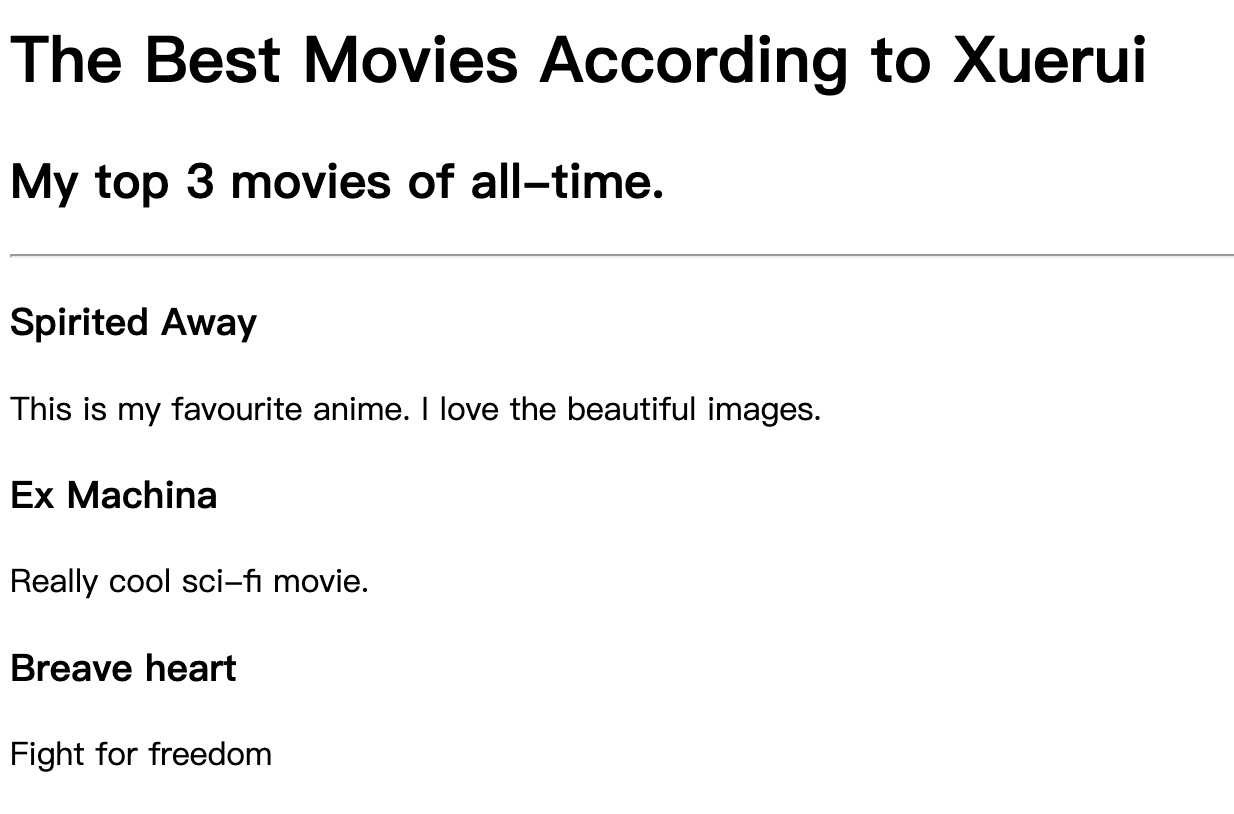 The Best Movies According to Xuerui
My top 3 movies of all-time.
Spirited Away
This is my favourite anime. I love the beautiful images.
Ex Machina
Really cool sci-fi movie.
Breave heart
Fight for freedom